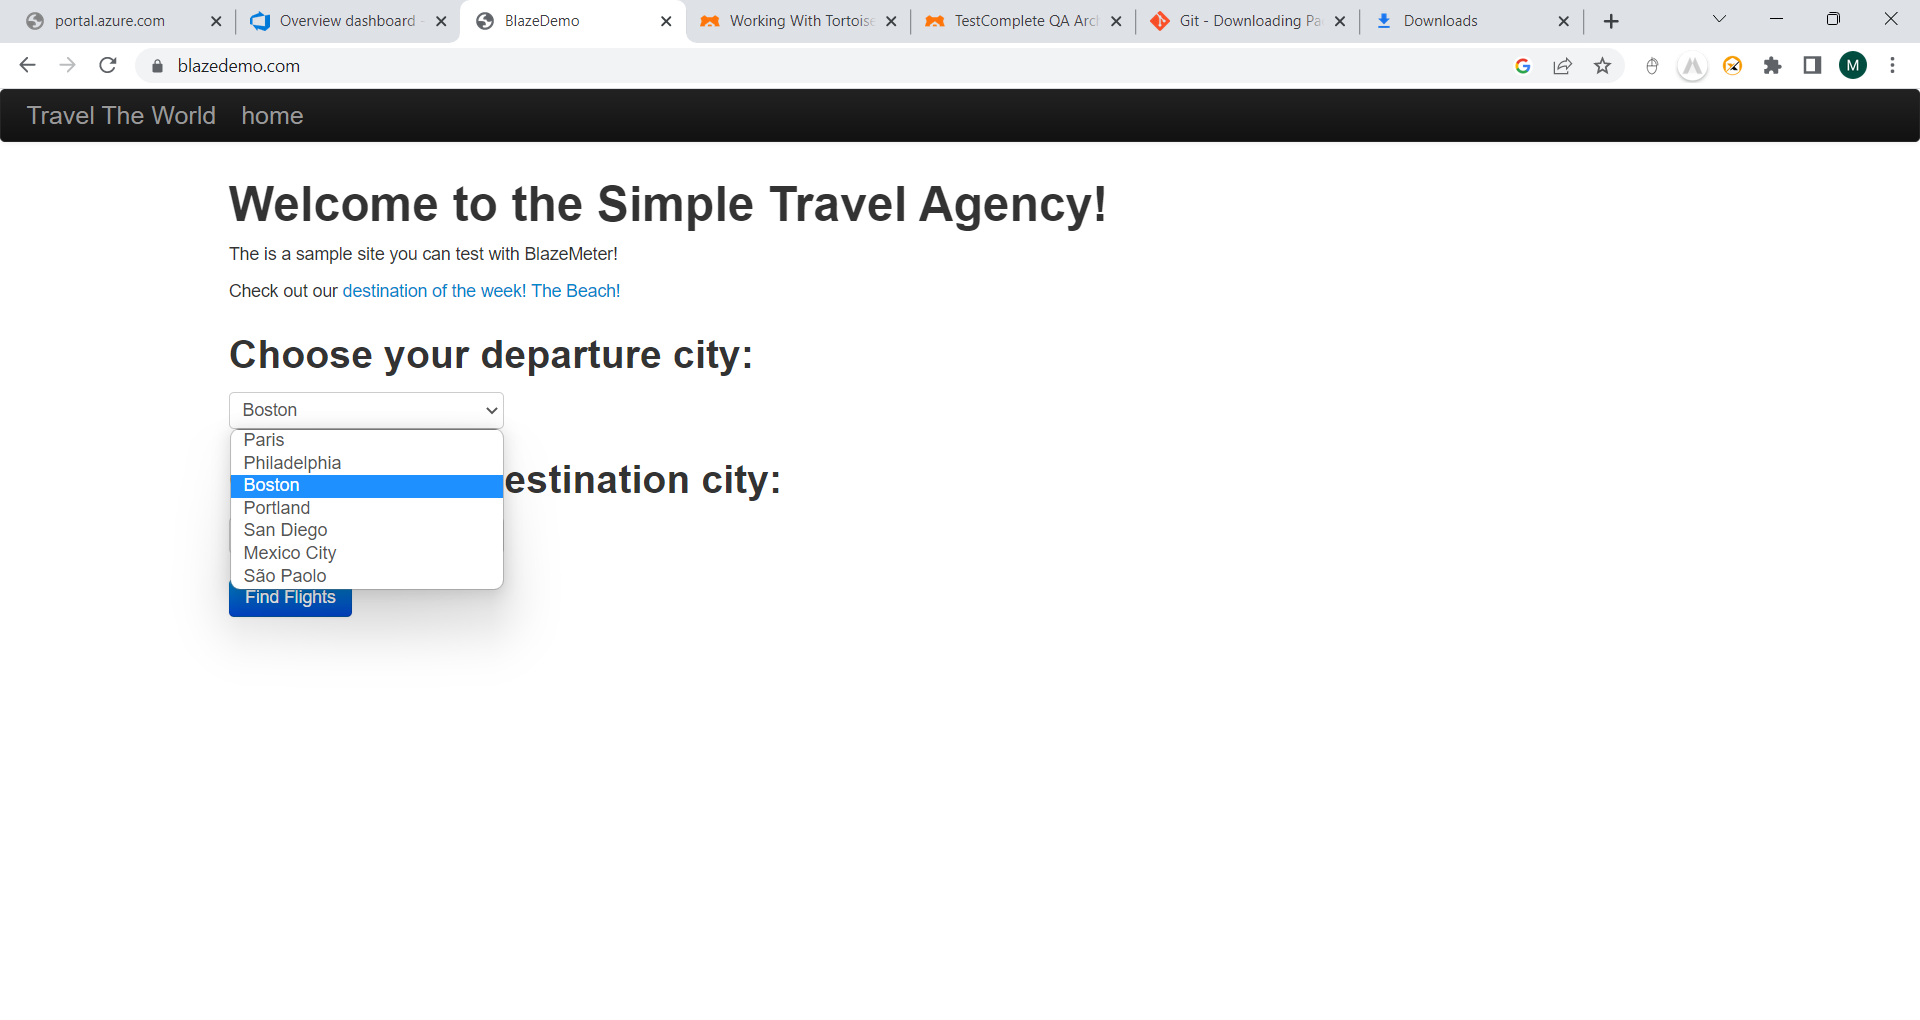 portal.azure.com
Overview dashboard -
BlazeDemo
Working With Tortoise
TestComplete QA Arc
Git - Downloading Pa
Downloads
blazedemo.com
M
Travel The World home
Welcome to the Simple Travel Agency!
The is a sample site you can test with BlazeMeter!
Check out our destination of the week! The Beach!
Choose your departure city:
Boston
Paris
Philadelphia
Boston
Portland
San Diego
Mexico City
São Paolo
estination city:
Find Flights